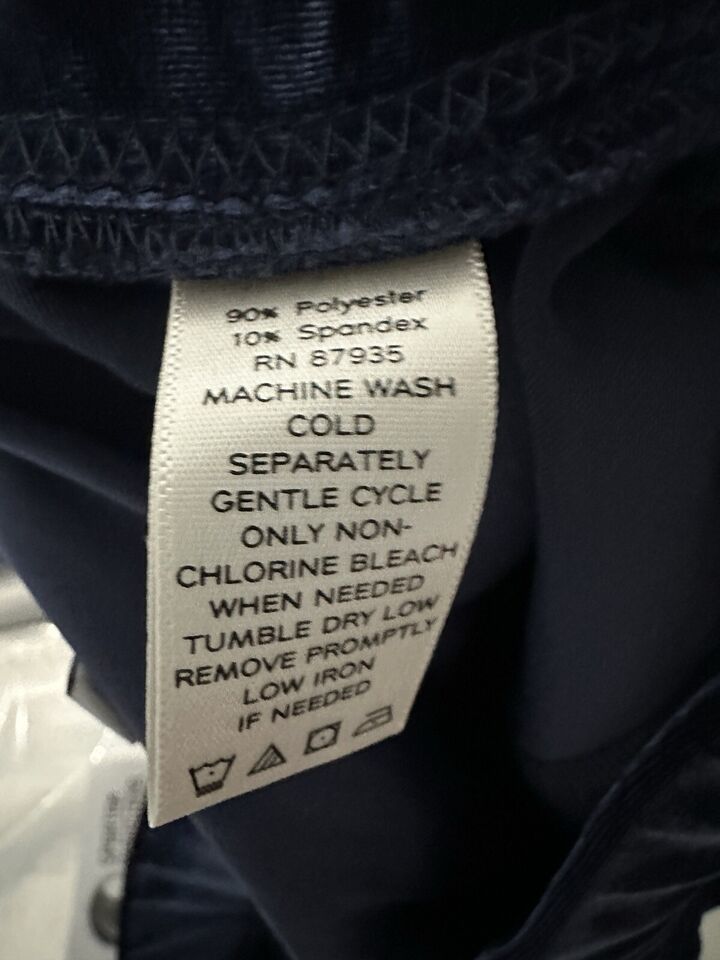 90% Polyester
10% Spandex
RN 87935
MACHINE WASH
COLD
SEPARATELY
GENTLE CYCLE
ONLY NON-
CHLORINE BLEACH
WHEN NEEDED
TUMBLE DRY LOW
REMOVE PROMPTLY
LOW IRON
IF NEEDED